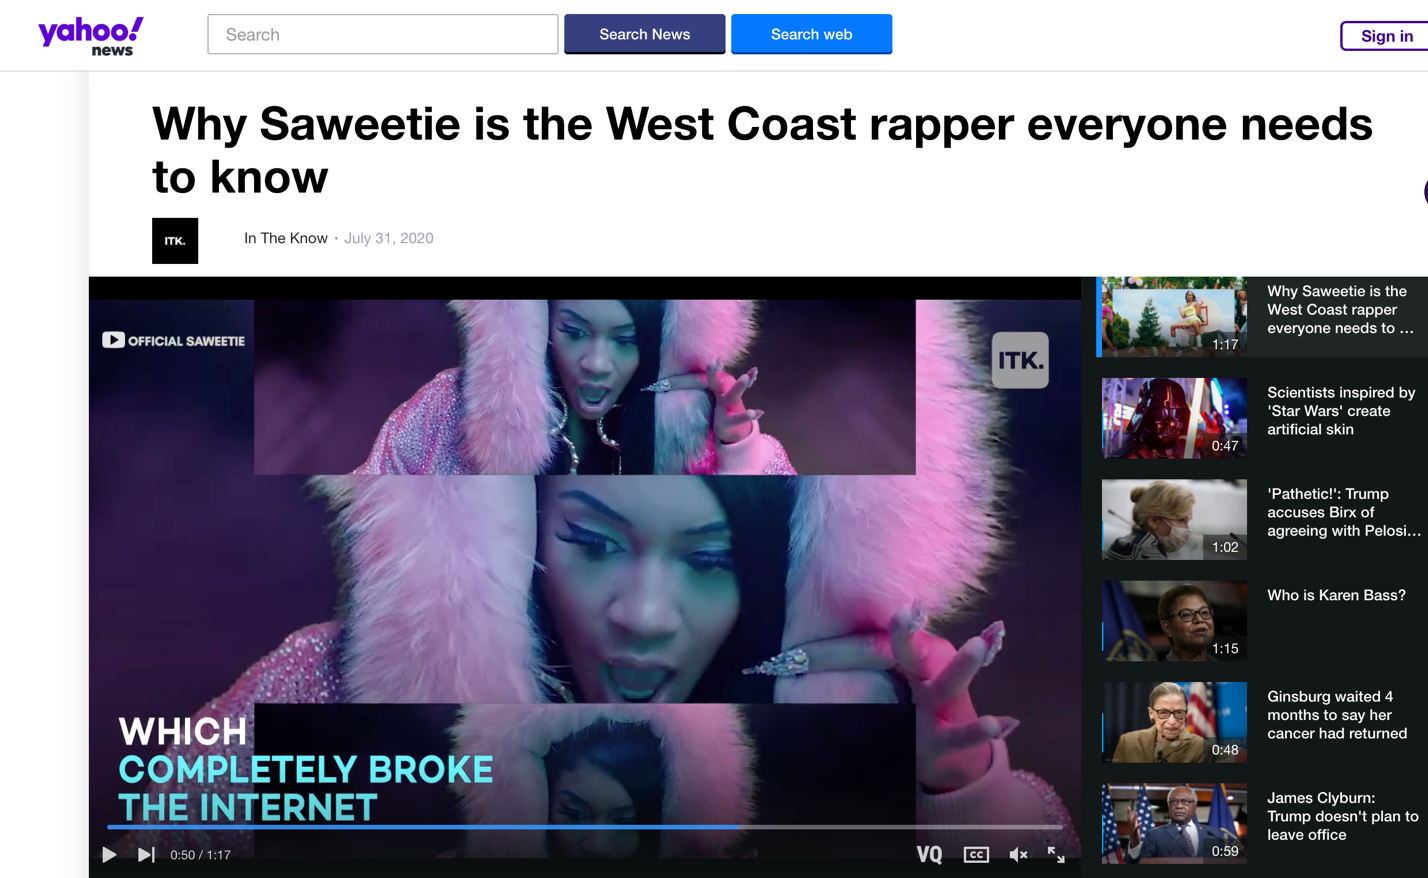 yahoo!
news
Search
Search News
Search web
Sign in
Why Saweetie is the West Coast rapper everyone needs
to know
ITK.
In The Know • July 31, 2020
OFFICIAL SAWEETIE
ITK.
WHICH
COMPLETELY BROKE
THE INTERNET
0:50 / 1:17
VQ
CC
1:17
Why Saweetie is the
West Coast rapper
everyone needs to ...
0:47
Scientists inspired by
'Star Wars' create
artificial skin
1:02
'Pathetic!': Trump
accuses Birx of
agreeing with Pelosi...
1:15
Who is Karen Bass?
0:48
Ginsburg waited 4
months to say her
cancer had returned
0:59
James Clyburn:
Trump doesn't plan to
leave office